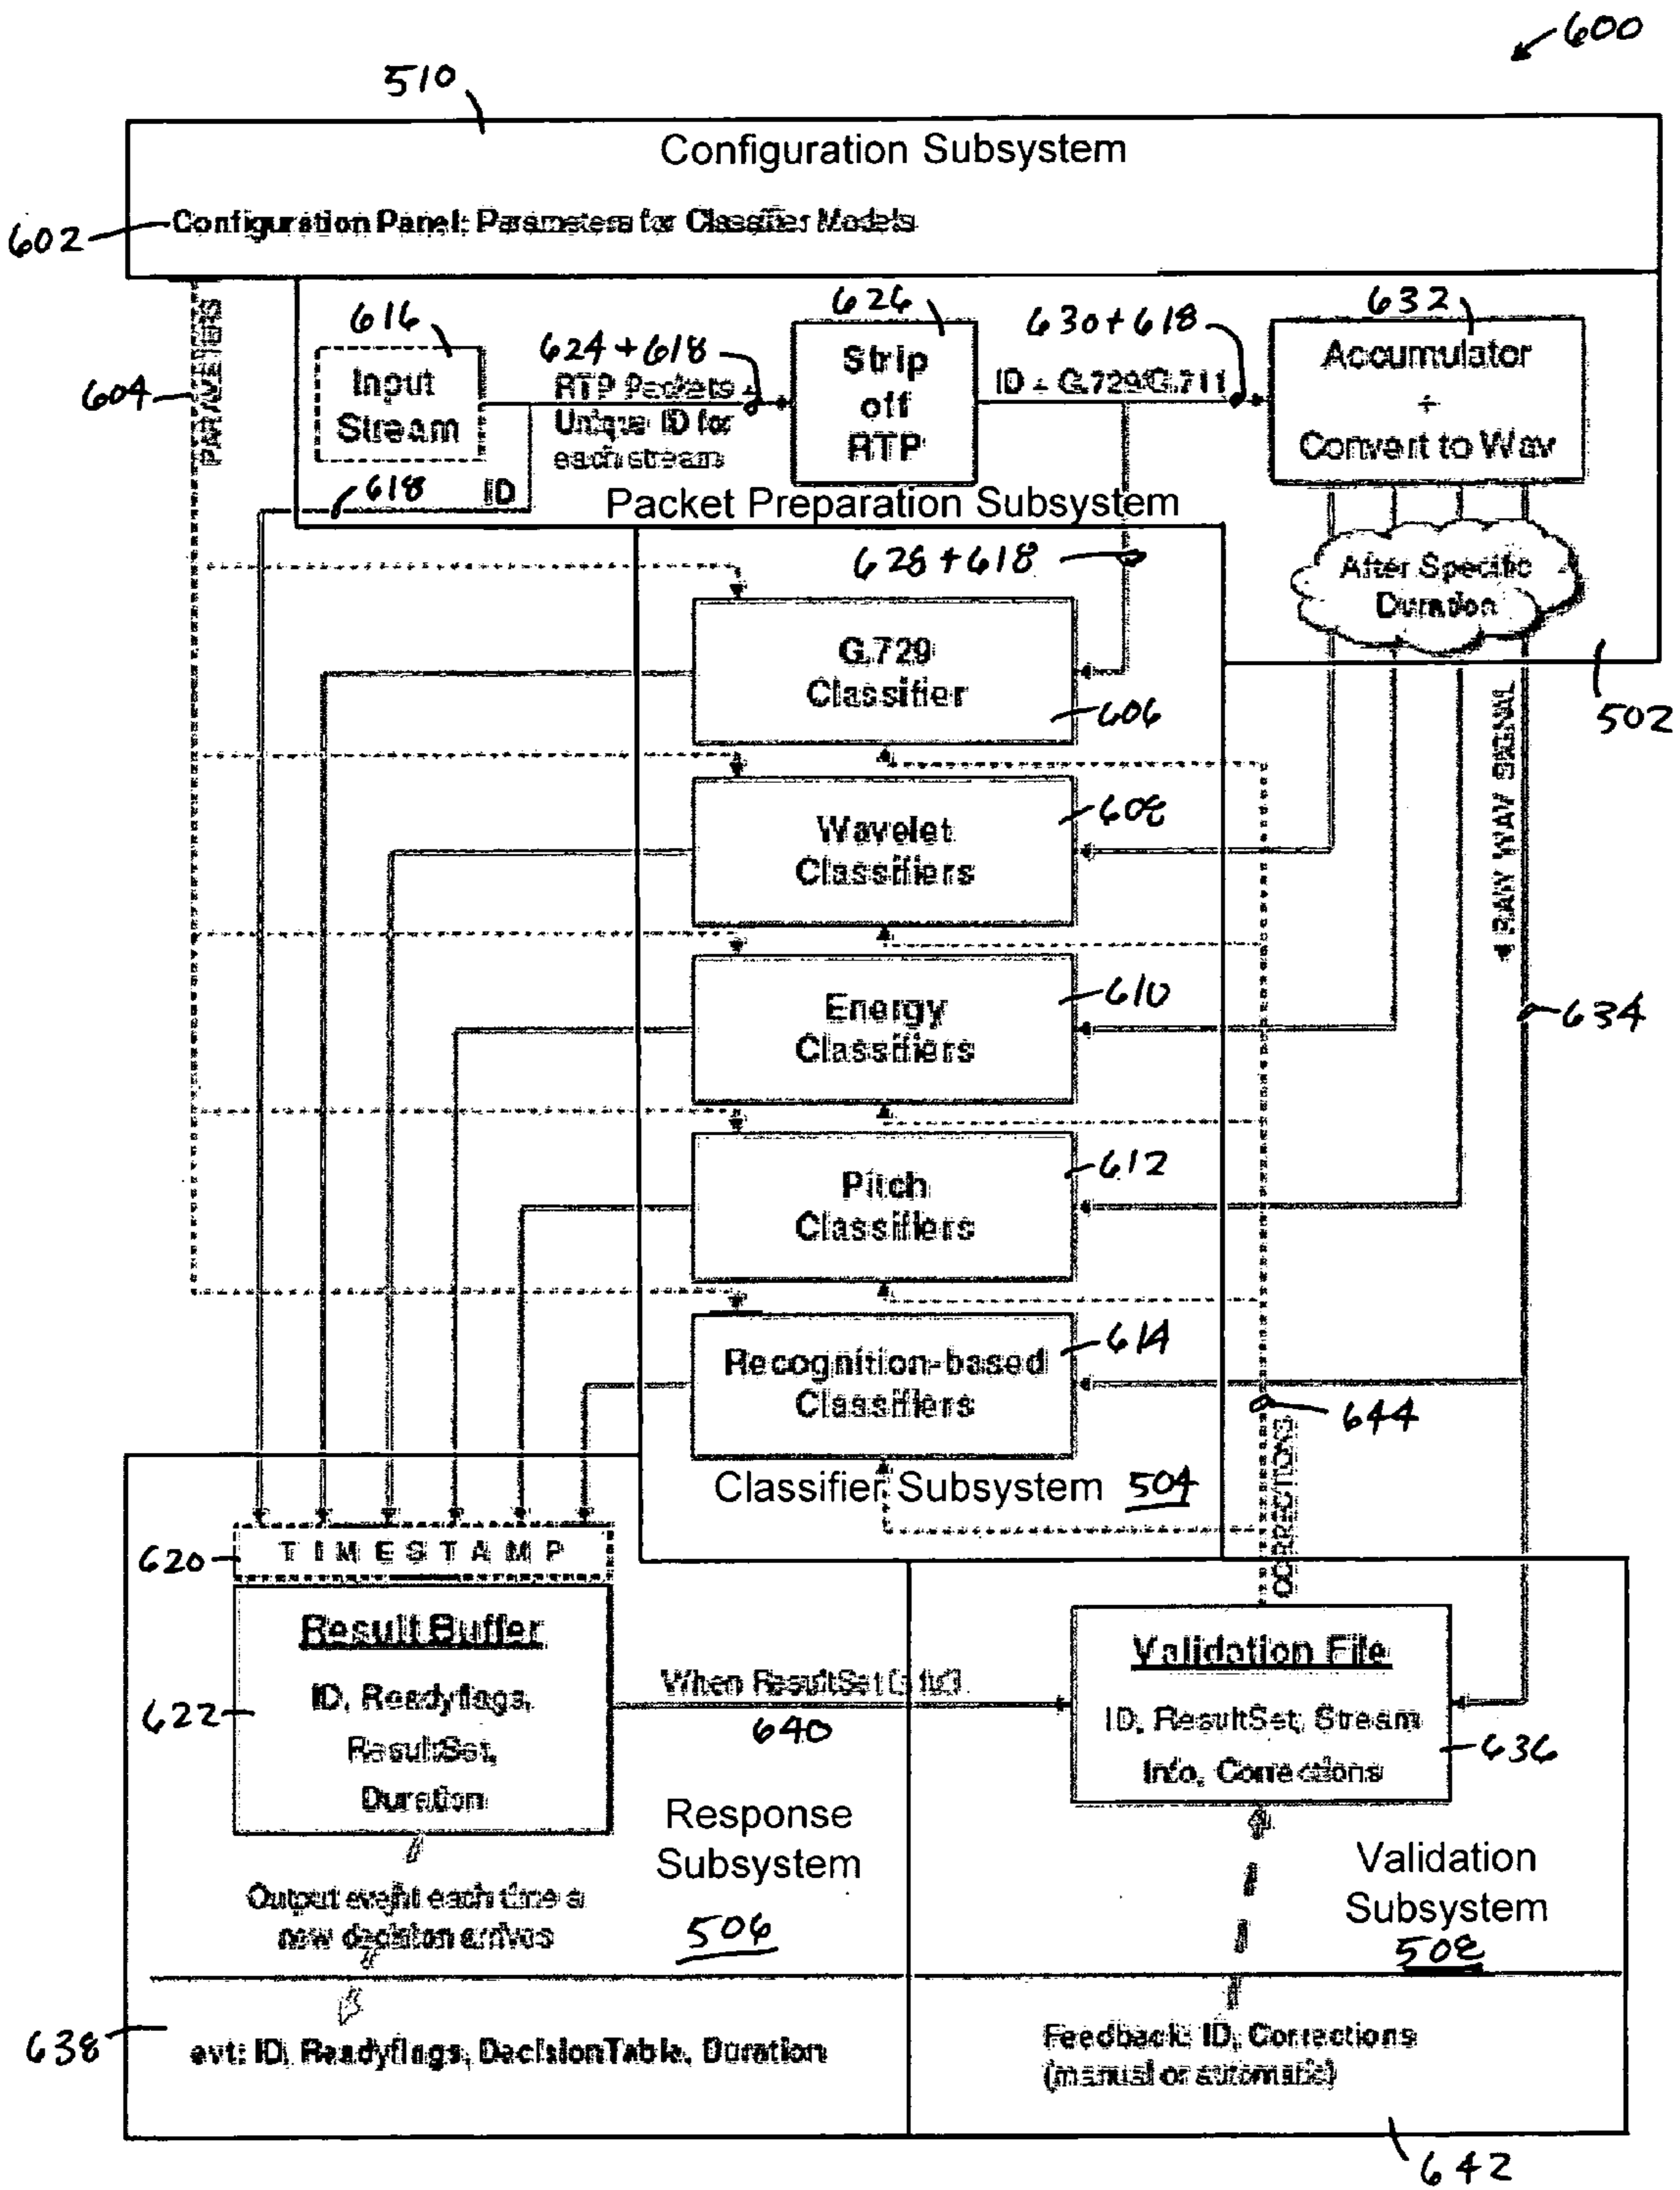 600
510
Configuration Subsystem
602
Configuration Panel: Parameters for Classifier Models
PARAMETERS
604
616
Input
Stream
624 + 618
RTP Packets +
Unique ID for
each stream
618
ID
626
Strip
off
RTP
630 + 618
ID + G.729/G.711
632
Accumulator
+
Convert to Wav
Packet Preparation Subsystem
628 + 618
After Specific
Duration
502
RAW WAV SIGNAL
634
G.729
Classifier
606
Wavelet
Classifiers
608
Energy
Classifiers
610
Pitch
Classifiers
612
Recognition-based
Classifiers
614
644
CORRECTIONS
Classifier Subsystem 504
620
TIMESTAMP
Result Buffer
ID, Readyflags,
ResultSet,
Duration
622
When ResultSet is full
640
Validation File
ID, ResultSet, Stream
Info, Corrections
636
Response
Subsystem
506
Output event each time a
new decision arrives
Validation
Subsystem
508
638
evt: ID, Readyflags, DecisionTable, Duration
Feedback: ID, Corrections
(manual or automatic)
642